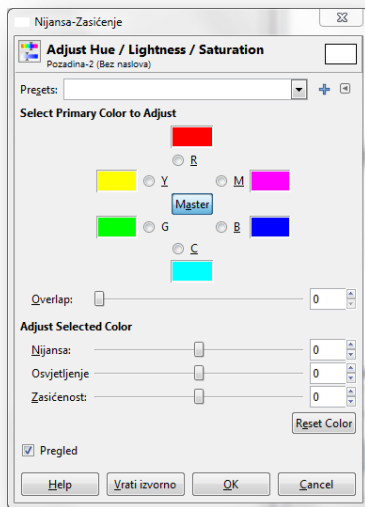 Nijansa-Zasićenje
Adjust Hue / Lightness / Saturation
Pozadina-2 (Bez naslova)
Presets:
Select Primary Color to Adjust
R
Y M
Master
G B
C
Overlap: 0
Adjust Selected Color
Nijansa: 0
Osvjetljenje 0
Zasićenost: 0
Reset Color
Pregled
Help Vrati izvorno OK Cancel